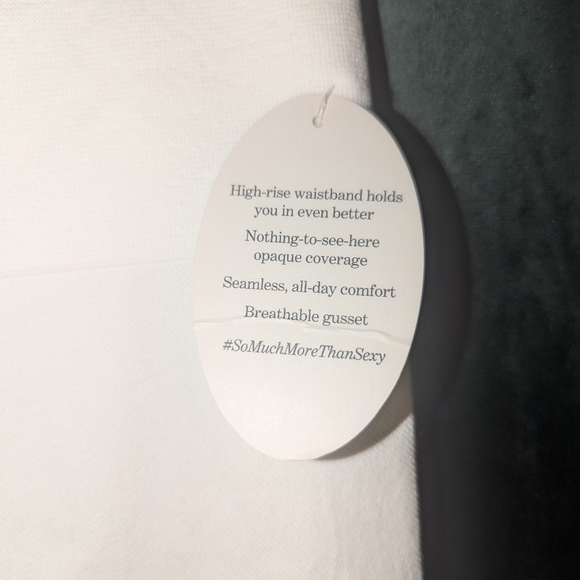 High-rise waistband holds
you in even better
Nothing-to-see-here
opaque coverage
Seamless, all-day comfort
Breathable gusset
#SoMuchMoreThanSexy